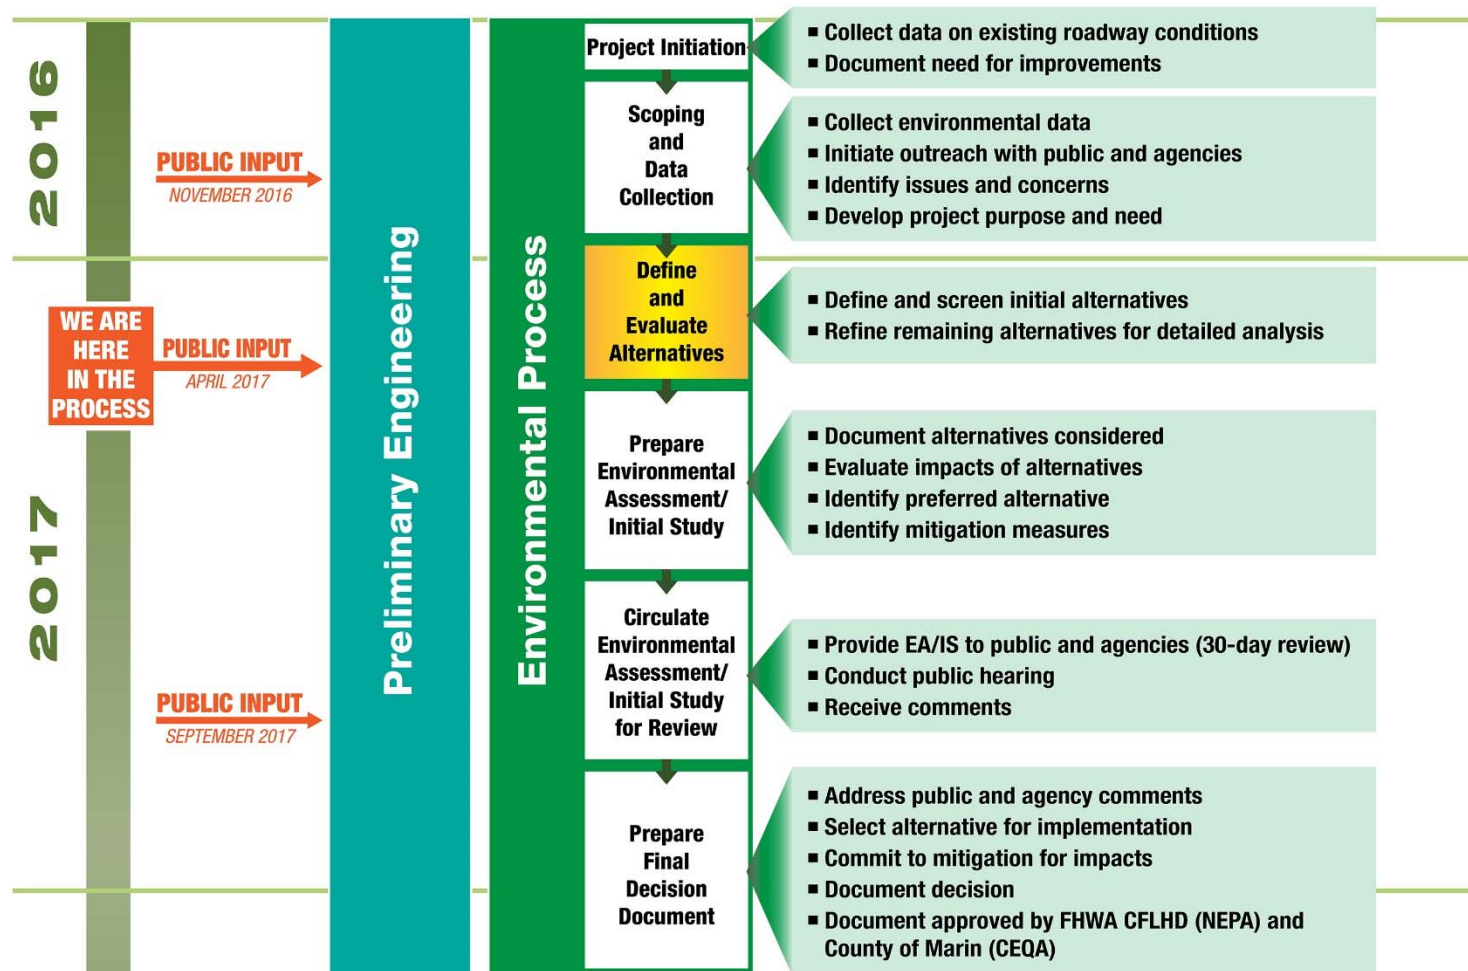 2016
2017
PUBLIC INPUT
NOVEMBER 2016
WE ARE
HERE
IN THE
PROCESS
PUBLIC INPUT
APRIL 2017
PUBLIC INPUT
SEPTEMBER 2017
Preliminary Engineering
Environmental Process
Project Initiation
■ Collect data on existing roadway conditions
■ Document need for improvements
Scoping
and
Data
Collection
■ Collect environmental data
■ Initiate outreach with public and agencies
■ Identify issues and concerns
■ Develop project purpose and need
Define
and
Evaluate
Alternatives
■ Define and screen initial alternatives
■ Refine remaining alternatives for detailed analysis
Prepare
Environmental
Assessment/
Initial Study
■ Document alternatives considered
■ Evaluate impacts of alternatives
■ Identify preferred alternative
■ Identify mitigation measures
Circulate
Environmental
Assessment/
Initial Study
for Review
■ Provide EA/IS to public and agencies (30-day review)
■ Conduct public hearing
■ Receive comments
Prepare
Final
Decision
Document
■ Address public and agency comments
■ Select alternative for implementation
■ Commit to mitigation for impacts
■ Document decision
■ Document approved by FHWA CFLHD (NEPA) and
County of Marin (CEQA)